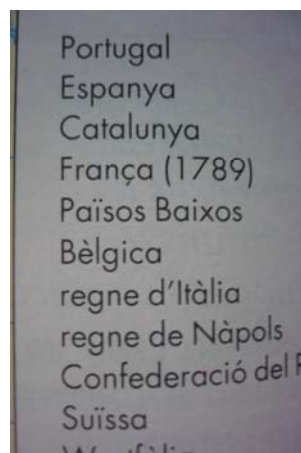 Portugal
Espanya
Catalunya
França (1789)
Països Baixos
Bèlgica
regne d'Itàlia
regne de Nàpols
Confederació del
Suïssa